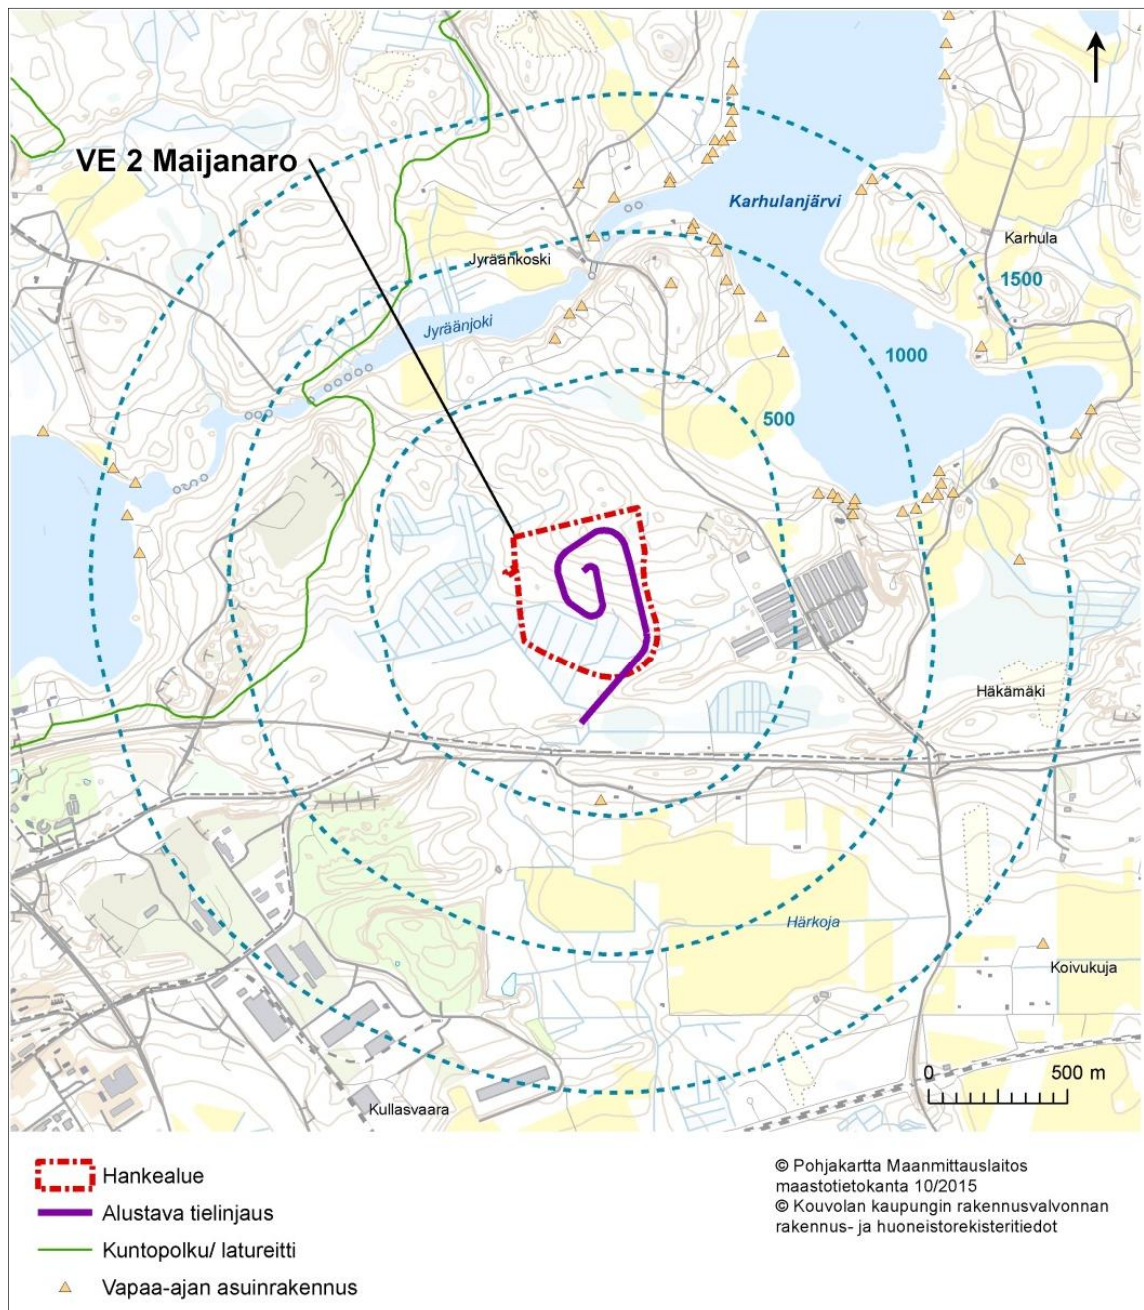 VE 2 Maijanaro
Karhulanjärvi
Karhula
Jyräänkoski
1500
Jyräänjoki
1000
500
Häkämäki
Härkoja
Koivukuja
0 500 m
Kullasvaara
Hankealue
Alustava tielinjaus
Kuntopolku/ latureitti
Vapaa-ajan asuinrakennus
© Pohjakartta Maanmittauslaitos
maastotietokanta 10/2015
© Kouvolan kaupungin rakennusvalvonnan
rakennus- ja huoneistorekisteritiedot